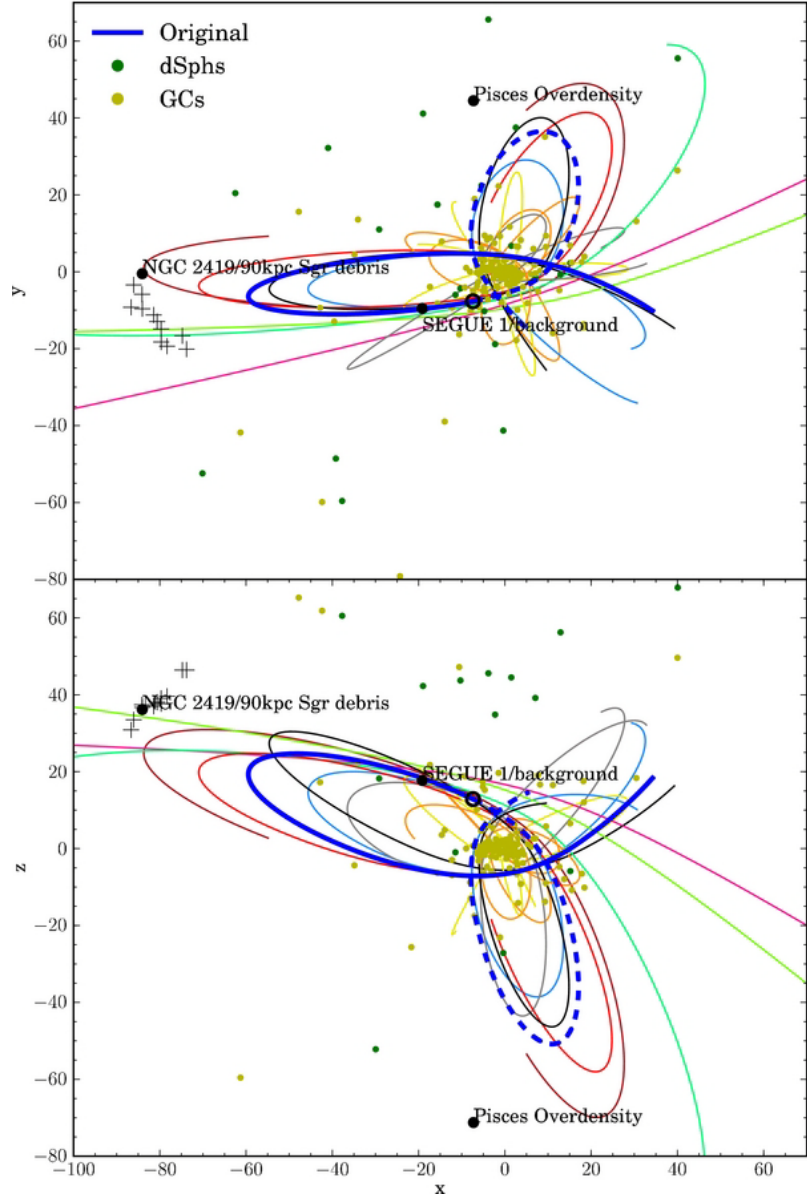 Original
dSphs
GCs
Pisces Overdensity
NGC 2419/90kpc Sgr debris
SEGUE 1/background
60
40
20
0
−20
−40
−60
−80
y
NGC 2419/90kpc Sgr debris
SEGUE 1/background
Pisces Overdensity
60
40
20
0
−20
−40
−60
−80
z
−100 −80 −60 −40 −20 0 20 40 60
x